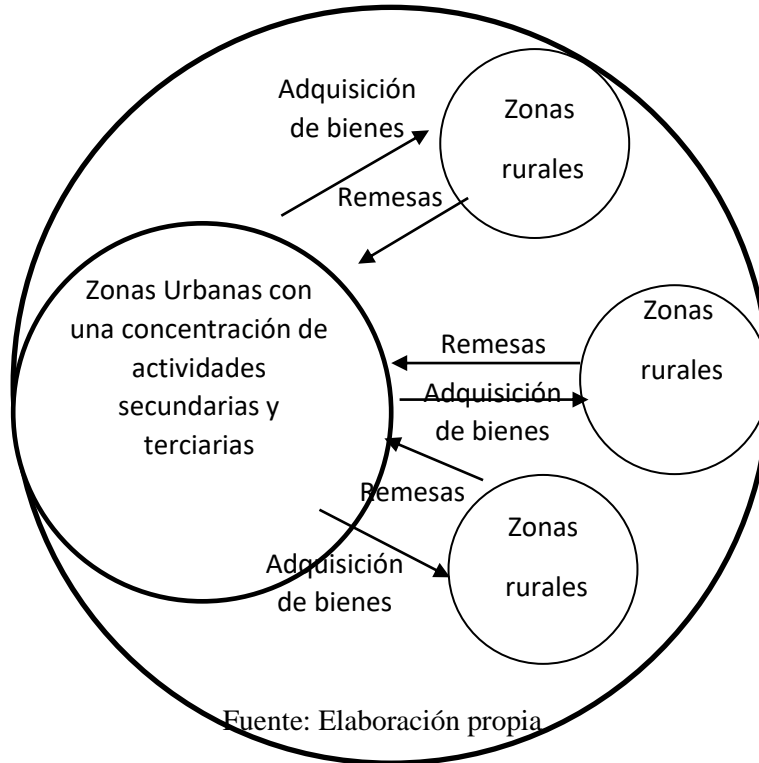 Adquisición
de bienes
Zonas
rurales
Remesas
Zonas Urbanas con
una concentración de
actividades
secundarias y
terciarias
Zonas
rurales
Remesas
Adquisición
de bienes
Remesas
Zonas
rurales
Adquisición
de bienes
Fuente: Elaboración propia